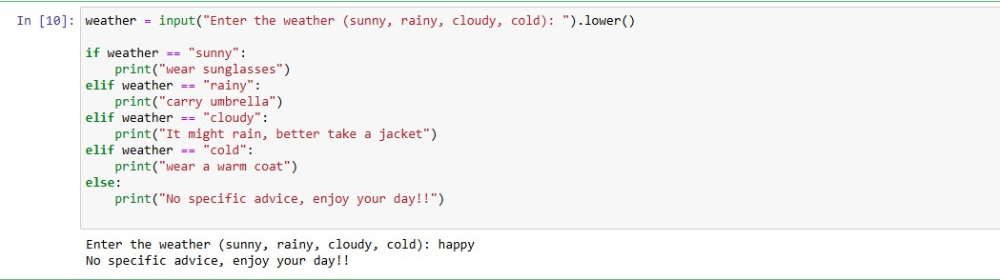 In [10]: weather = input("Enter the weather (sunny, rainy, cloudy, cold): ").lower()
if weather == "sunny":
    print("wear sunglasses")
elif weather == "rainy":
    print("carry umbrella")
elif weather == "cloudy":
    print("It might rain, better take a jacket")
elif weather == "cold":
    print("wear a warm coat")
else:
    print("No specific advice, enjoy your day!!")
Enter the weather (sunny, rainy, cloudy, cold): happy
No specific advice, enjoy your day!!